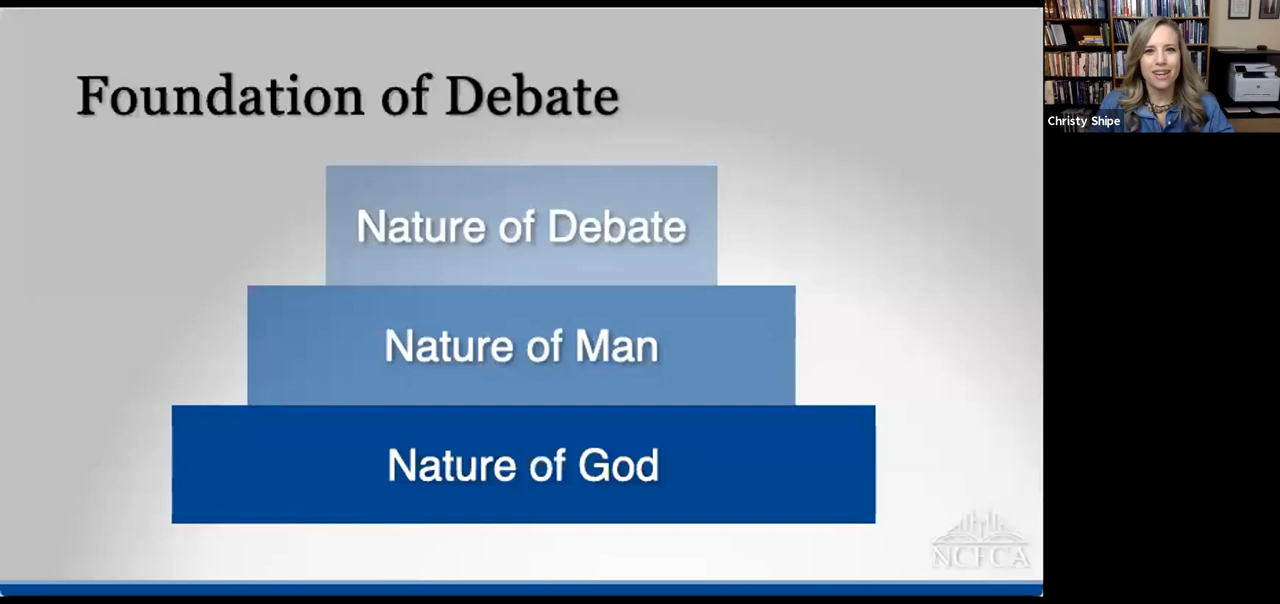 Foundation of Debate
Nature of Debate
Nature of Man
Nature of God
NCFCA
Christy Shipe